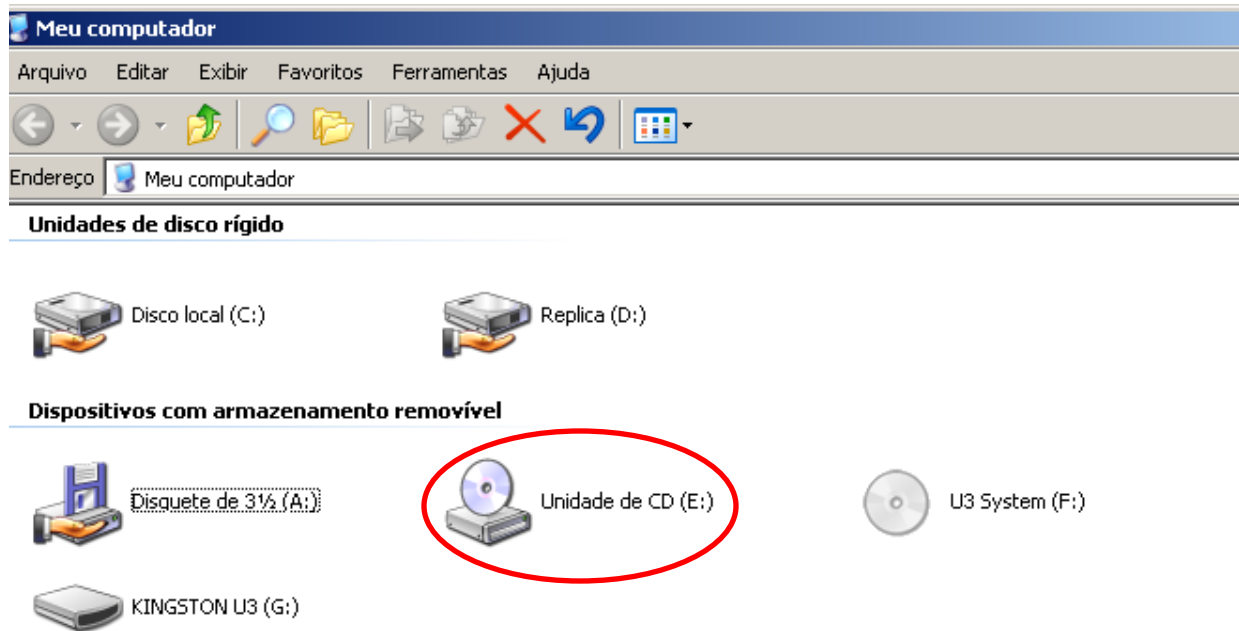 Meu computador
Arquivo Editar Exibir Favoritos Ferramentas Ajuda
Endereço Meu computador
Unidades de disco rígido
Disco local (C:) Replica (D:)
Dispositivos com armazenamento removível
Disquete de 3½ (A:) Unidade de CD (E:) U3 System (F:)
KINGSTON U3 (G:)